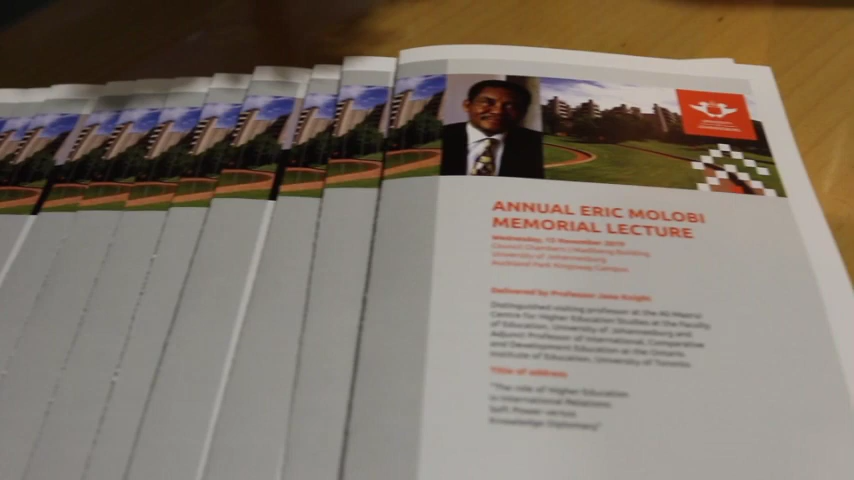 ANNUAL ERIC MOLOBI
MEMORIAL LECTURE
Wednesday, 13 November 2019
Council Chambers | Madibeng Building
University of Johannesburg
Auckland Park Kingsway Campus
Delivered by Professor Jane Knight
Distinguished visiting professor at the Ali Mazrui
Centre for Higher Education Studies at the Faculty
of Education, University of Johannesburg and
Adjunct Professor of International, Comparative
and Development Education at the Ontario
Institute of Education, University of Toronto.
Title of address
"The role of Higher Education
in International Relations:
Soft Power versus
Knowledge Diplomacy"